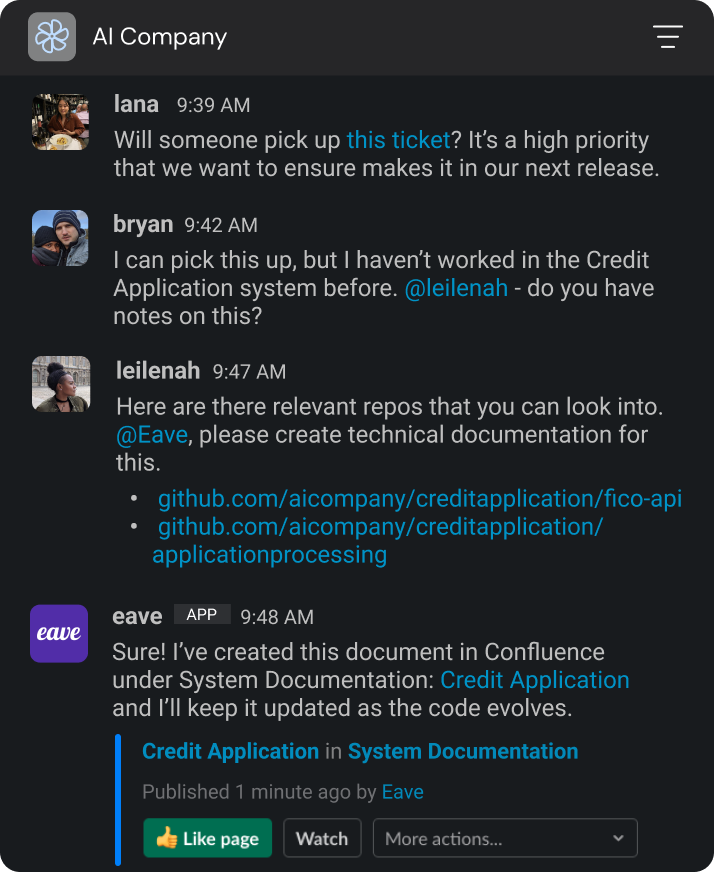 AI Company
lana 9:39 AM
Will someone pick up this ticket? It’s a high priority
that we want to ensure makes it in our next release.
bryan 9:42 AM
I can pick this up, but I haven’t worked in the Credit
Application system before. @leilenah - do you have
notes on this?
leilenah 9:47 AM
Here are there relevant repos that you can look into.
@Eave, please create technical documentation for
this.
• github.com/aicompany/creditapplication/fico-api
• github.com/aicompany/creditapplication/
applicationprocessing
eave
eave APP 9:48 AM
Sure! I’ve created this document in Confluence
under System Documentation: Credit Application
and I’ll keep it updated as the code evolves.
Credit Application in System Documentation
Published 1 minute ago by Eave
👍 Like page Watch More actions...